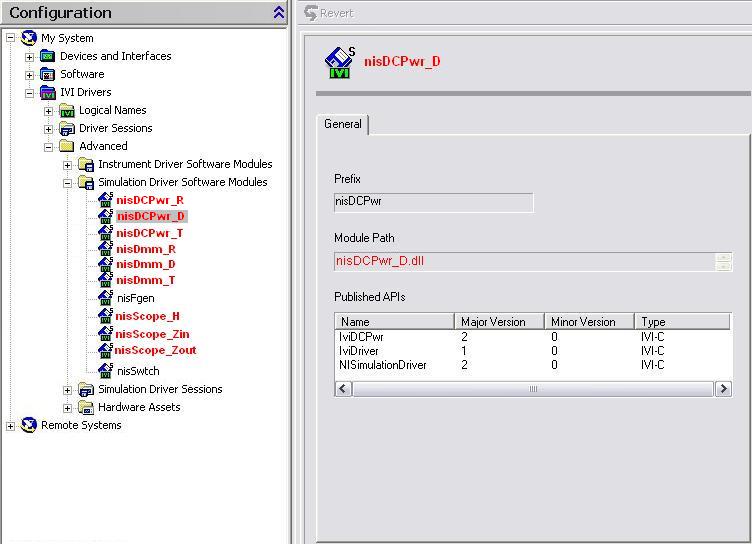 Configuration
My System
Devices and Interfaces
Software
IVI Drivers
Logical Names
Driver Sessions
Advanced
Instrument Driver Software Modules
Simulation Driver Software Modules
nisDCPwr_R
nisDCPwr_D
nisDCPwr_T
nisDmm_R
nisDmm_D
nisDmm_T
nisFgen
nisScope_H
nisScope_Zin
nisScope_Zout
nisSwtch
Simulation Driver Sessions
Hardware Assets
Remote Systems
Revert
nisDCPwr_D
General
Prefix
nisDCPwr
Module Path
nisDCPwr_D.dll
Published APIs
Name Major Version Minor Version Type
IviDCPwr 2 0 IVI-C
IviDriver 1 0 IVI-C
NISimulationDriver 2 0 IVI-C